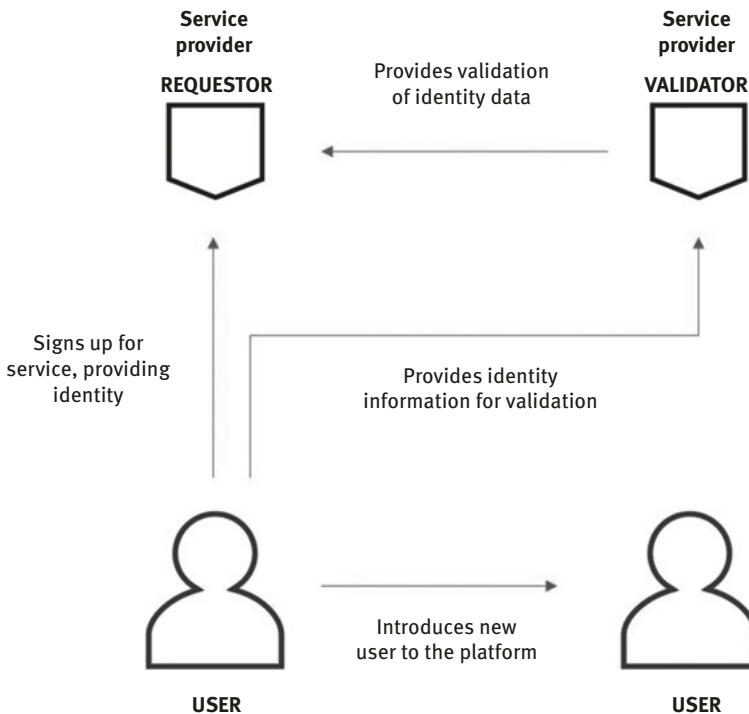 Service
provider
REQUESTOR
Service
provider
VALIDATOR
Provides validation
of identity data
Signs up for
service, providing
identity
Provides identity
information for validation
Introduces new
user to the platform
USER
USER